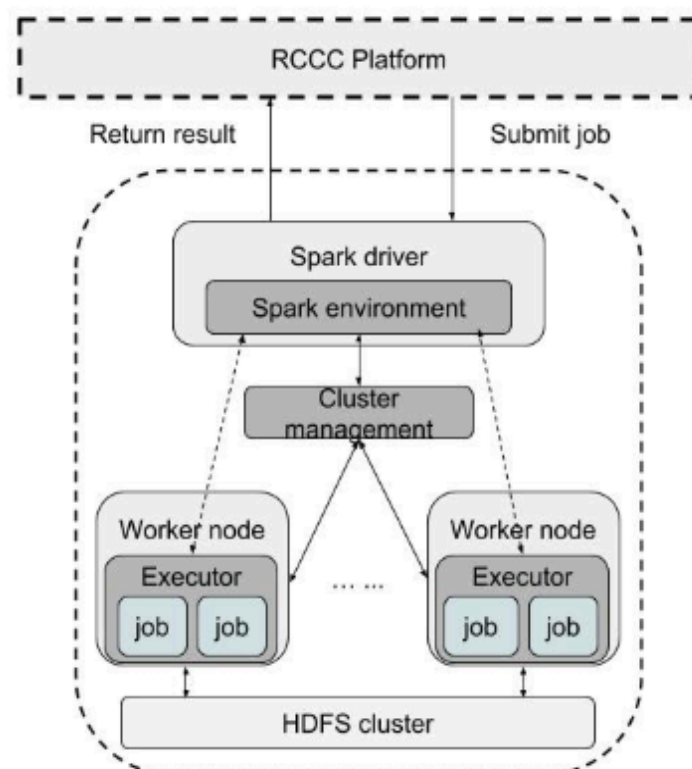 RCCC Platform
Return result
Submit job
Spark driver
Spark environment
Cluster
management
Worker node
Worker node
Executor
Executor
... ...
job
job
job
job
HDFS cluster